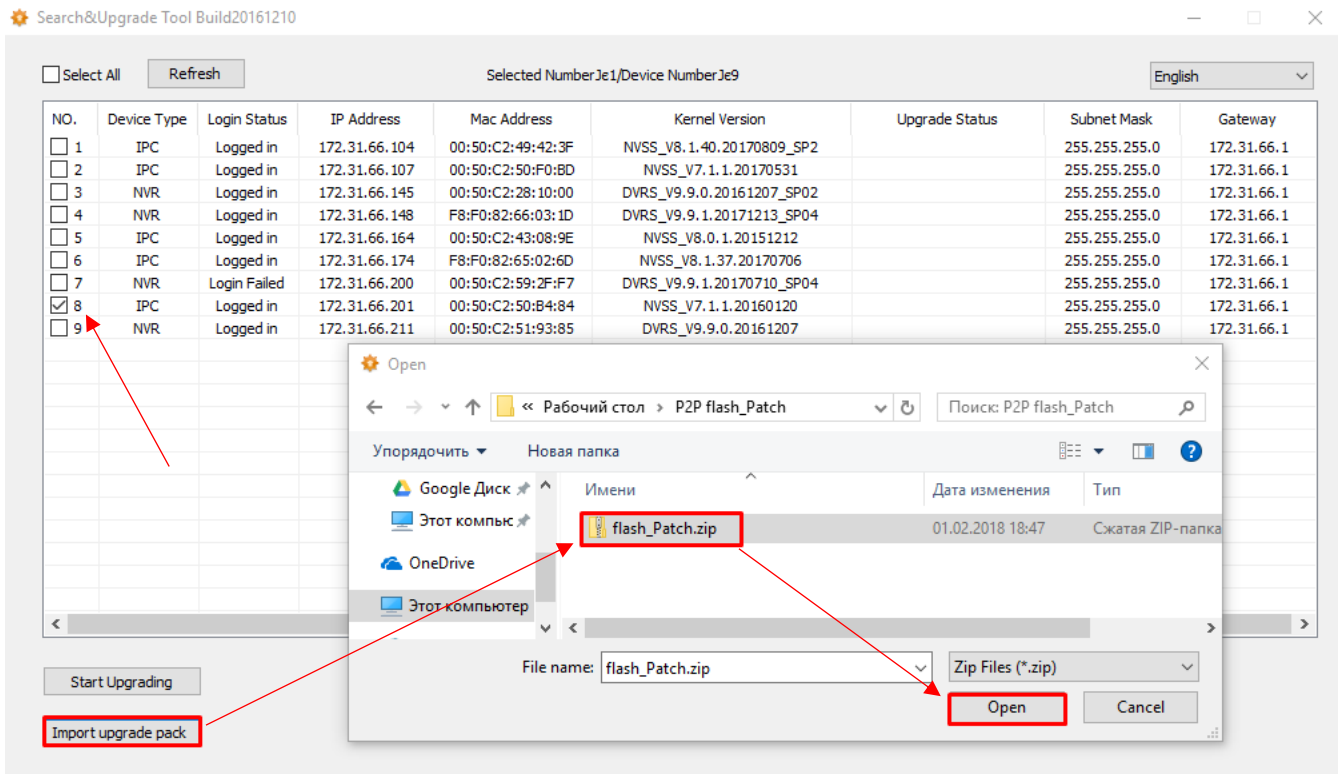 Search&Upgrade Tool Build20161210
Select All Refresh Selected NumberЈє1/Device NumberЈє9 English
NO. Device Type Login Status IP Address Mac Address Kernel Version Upgrade Status Subnet Mask Gateway
1 IPC Logged in 172.31.66.104 00:50:C2:49:42:3F NVSS_V8.1.40.20170809_SP2 255.255.255.0 172.31.66.1
2 IPC Logged in 172.31.66.107 00:50:C2:50:F0:BD NVSS_V7.1.1.20170531 255.255.255.0 172.31.66.1
3 NVR Logged in 172.31.66.145 00:50:C2:28:10:00 DVRS_V9.9.0.20161207_SP02 255.255.255.0 172.31.66.1
4 NVR Logged in 172.31.66.148 F8:F0:82:66:03:1D DVRS_V9.9.1.20171213_SP04 255.255.255.0 172.31.66.1
5 IPC Logged in 172.31.66.164 00:50:C2:43:08:9E NVSS_V8.0.1.20151212 255.255.255.0 172.31.66.1
6 IPC Logged in 172.31.66.174 F8:F0:82:65:02:6D NVSS_V8.1.37.20170706 255.255.255.0 172.31.66.1
7 NVR Login Failed 172.31.66.200 00:50:C2:59:2F:F7 DVRS_V9.9.1.20170710_SP04 255.255.255.0 172.31.66.1
8 IPC Logged in 172.31.66.201 00:50:C2:50:B4:84 NVSS_V7.1.1.20160120 255.255.255.0 172.31.66.1
9 NVR Logged in 172.31.66.211 00:50:C2:51:93:85 DVRS_V9.9.0.20161207 255.255.255.0 172.31.66.1
Open
« Рабочий стол › P2P flash_Patch Поиск: P2P flash_Patch
Упорядочить Новая папка
Google Диск
Этот компьк
OneDrive
Этот компьютер
Имени Дата изменения Тип
flash_Patch.zip 01.02.2018 18:47 Сжатая ZIP-папка
File name: flash_Patch.zip Zip Files (*.zip)
Open Cancel
Start Upgrading
Import upgrade pack